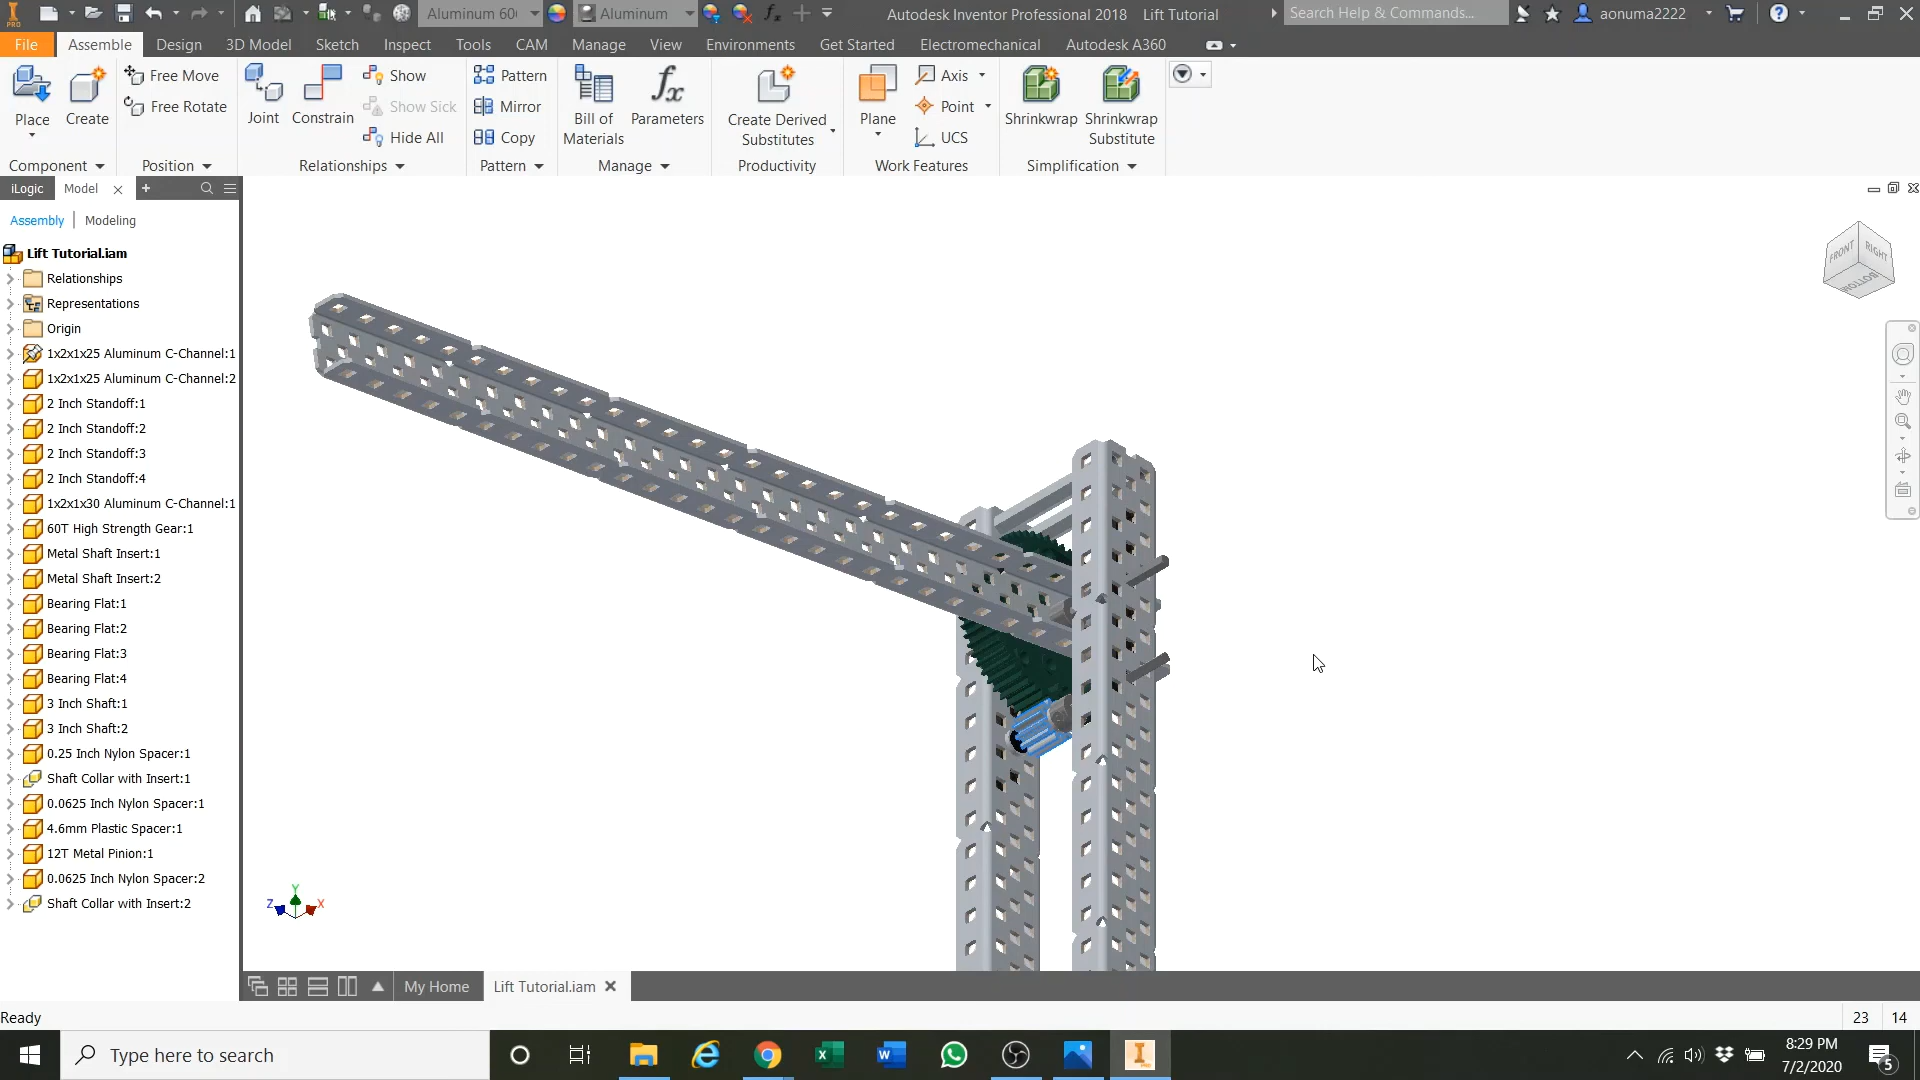 PRO
Aluminum 606
Aluminum
Autodesk Inventor Professional 2018 Lift Tutorial
Search Help & Commands...
aonuma2222
File
Assemble
Design
3D Model
Sketch
Inspect
Tools
CAM
Manage
View
Environments
Get Started
Electromechanical
Autodesk A360
Place
Create
Free Move
Free Rotate
Joint
Constrain
Show
Show Sick
Hide All
Pattern
Mirror
Copy
Bill of
Materials
Parameters
Create Derived
Substitutes
Plane
Axis
Point
UCS
Shrinkwrap
Shrinkwrap
Substitute
Component
Position
Relationships
Pattern
Manage
Productivity
Work Features
Simplification
iLogic
Model
Assembly
Modeling
Lift Tutorial.iam
Relationships
Representations
Origin
1x2x1x25 Aluminum C-Channel:1
1x2x1x25 Aluminum C-Channel:2
2 Inch Standoff:1
2 Inch Standoff:2
2 Inch Standoff:3
2 Inch Standoff:4
1x2x1x30 Aluminum C-Channel:1
60T High Strength Gear:1
Metal Shaft Insert:1
Metal Shaft Insert:2
Bearing Flat:1
Bearing Flat:2
Bearing Flat:3
Bearing Flat:4
3 Inch Shaft:1
3 Inch Shaft:2
0.25 Inch Nylon Spacer:1
Shaft Collar with Insert:1
0.0625 Inch Nylon Spacer:1
4.6mm Plastic Spacer:1
12T Metal Pinion:1
0.0625 Inch Nylon Spacer:2
Shaft Collar with Insert:2
FRONT
RIGHT
BOTTOM
Y
Z
X
My Home
Lift Tutorial.iam
Ready
23 14
Type here to search
8:29 PM
7/2/2020
5